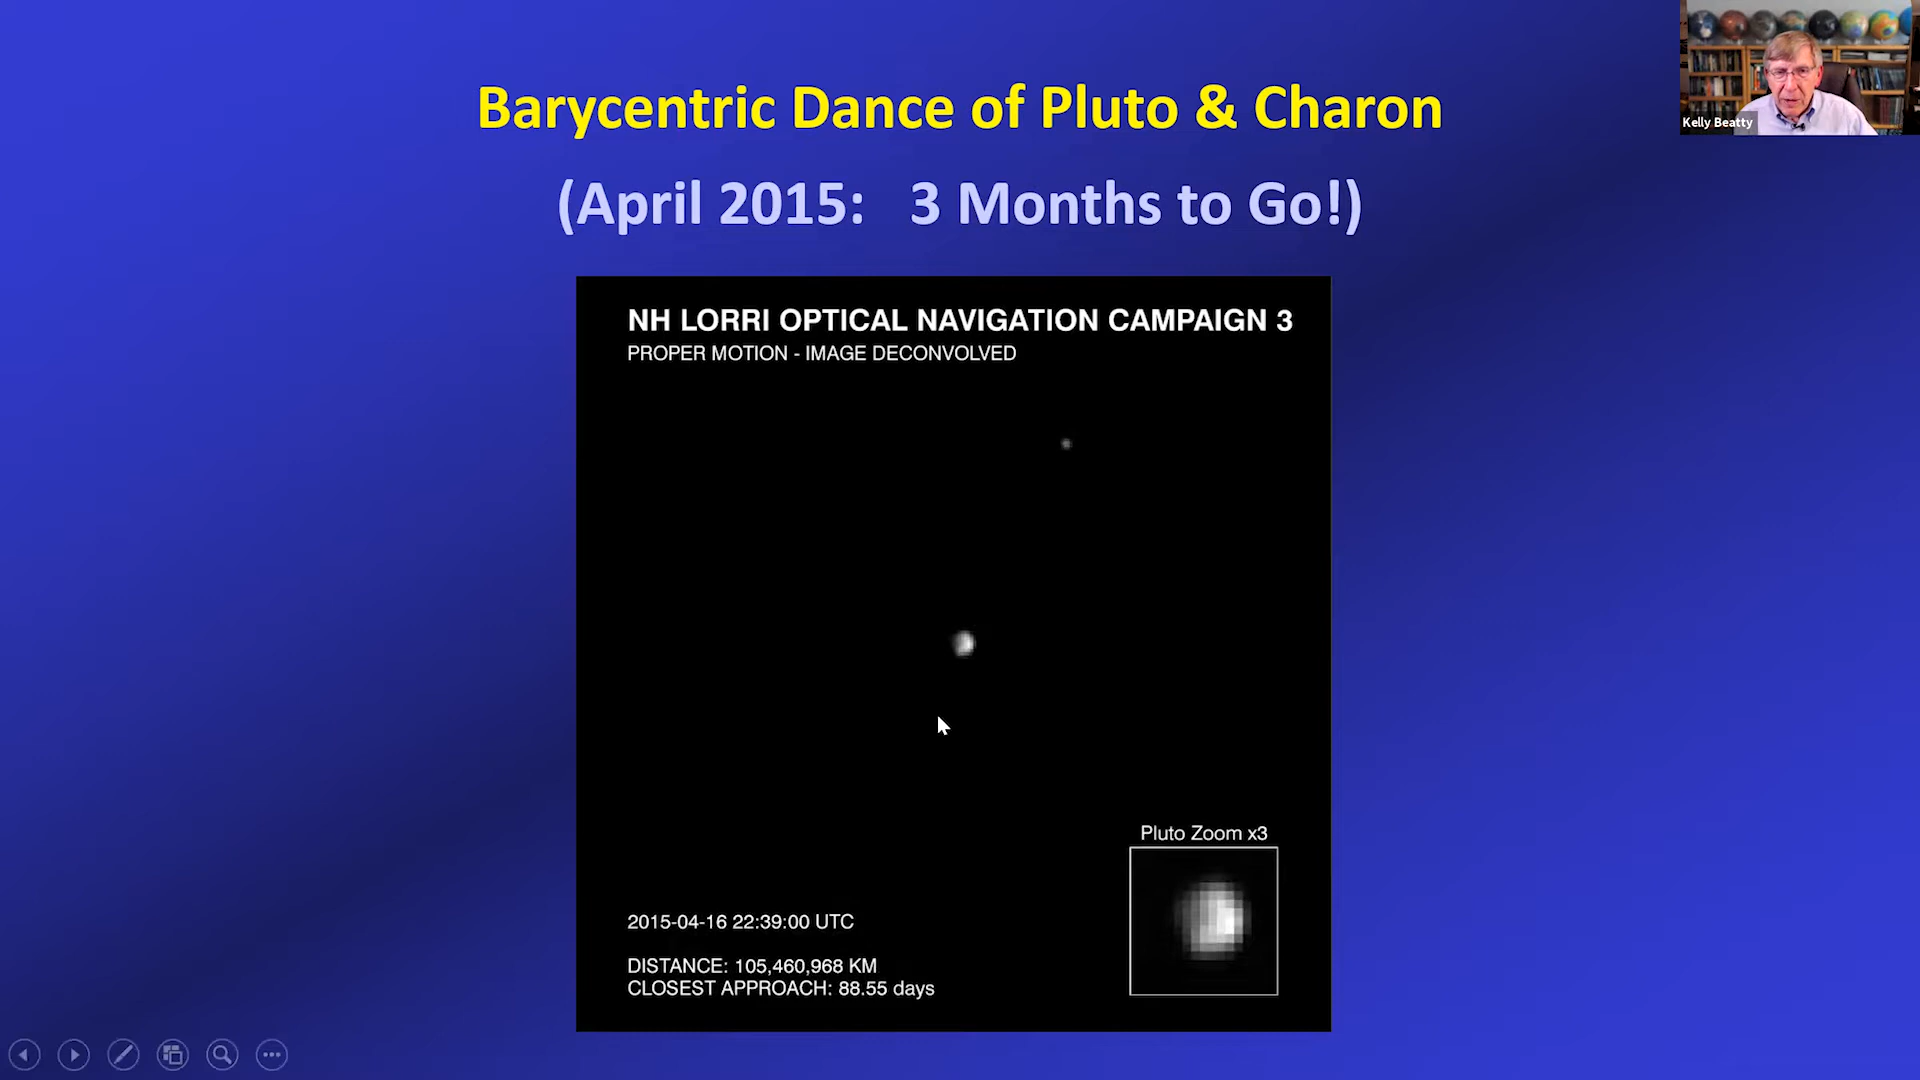 Barycentric Dance of Pluto & Charon
(April 2015: 3 Months to Go!)
Kelly Beatty
NH LORRI OPTICAL NAVIGATION CAMPAIGN 3
PROPER MOTION - IMAGE DECONVOLVED
Pluto Zoom x3
2015-04-16 22:39:00 UTC
DISTANCE: 105,460,968 KM
CLOSEST APPROACH: 88.55 days